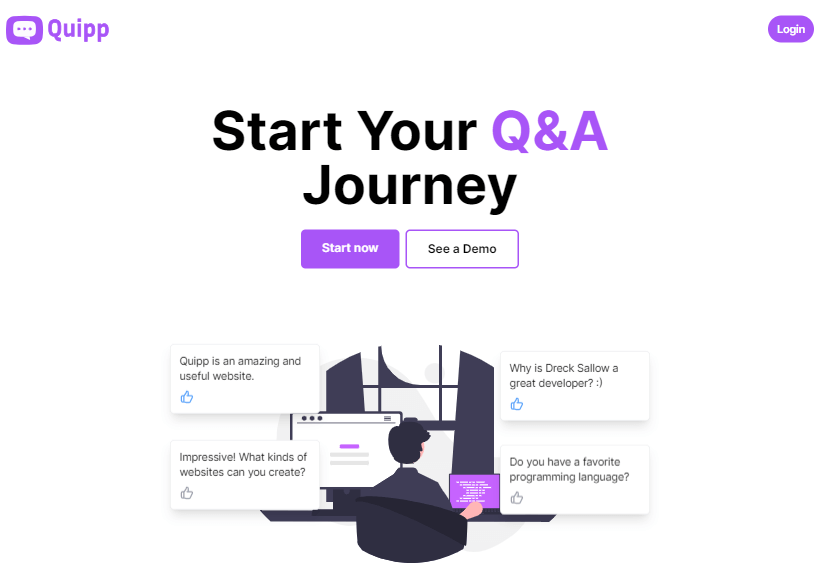 Quipp
Login
Start Your Q&A
Journey
Start now
See a Demo
Quipp is an amazing and
useful website.
Why is Dreck Sallow a
great developer? :)
Impressive! What kinds of
websites can you create?
Do you have a favorite
programming language?